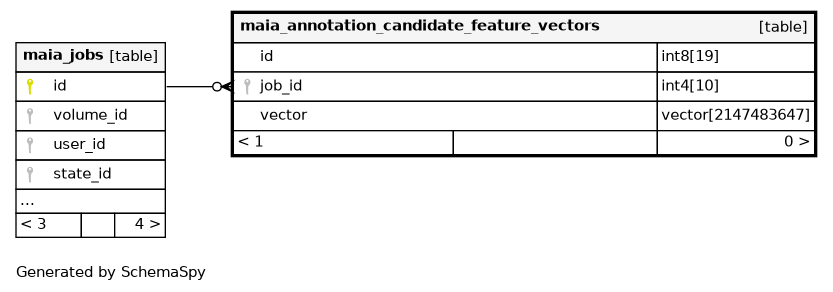 maia_jobs [table]
id
volume_id
user_id
state_id
...
< 3 4 >
maia_annotation_candidate_feature_vectors [table]
id int8[19]
job_id int4[10]
vector vector[2147483647]
< 1 0 >
Generated by SchemaSpy